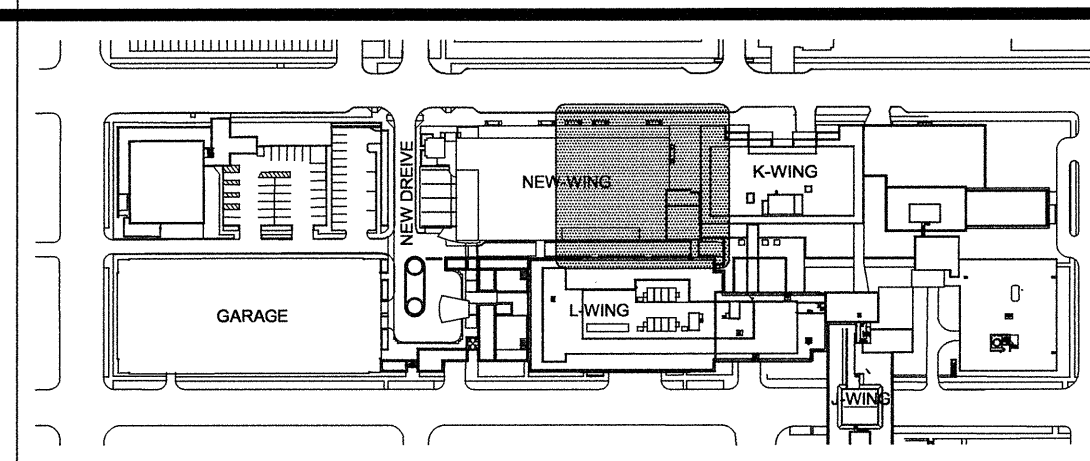 NEW DREIVE
NEW-WING
K-WING
GARAGE
L-WING
J-WING